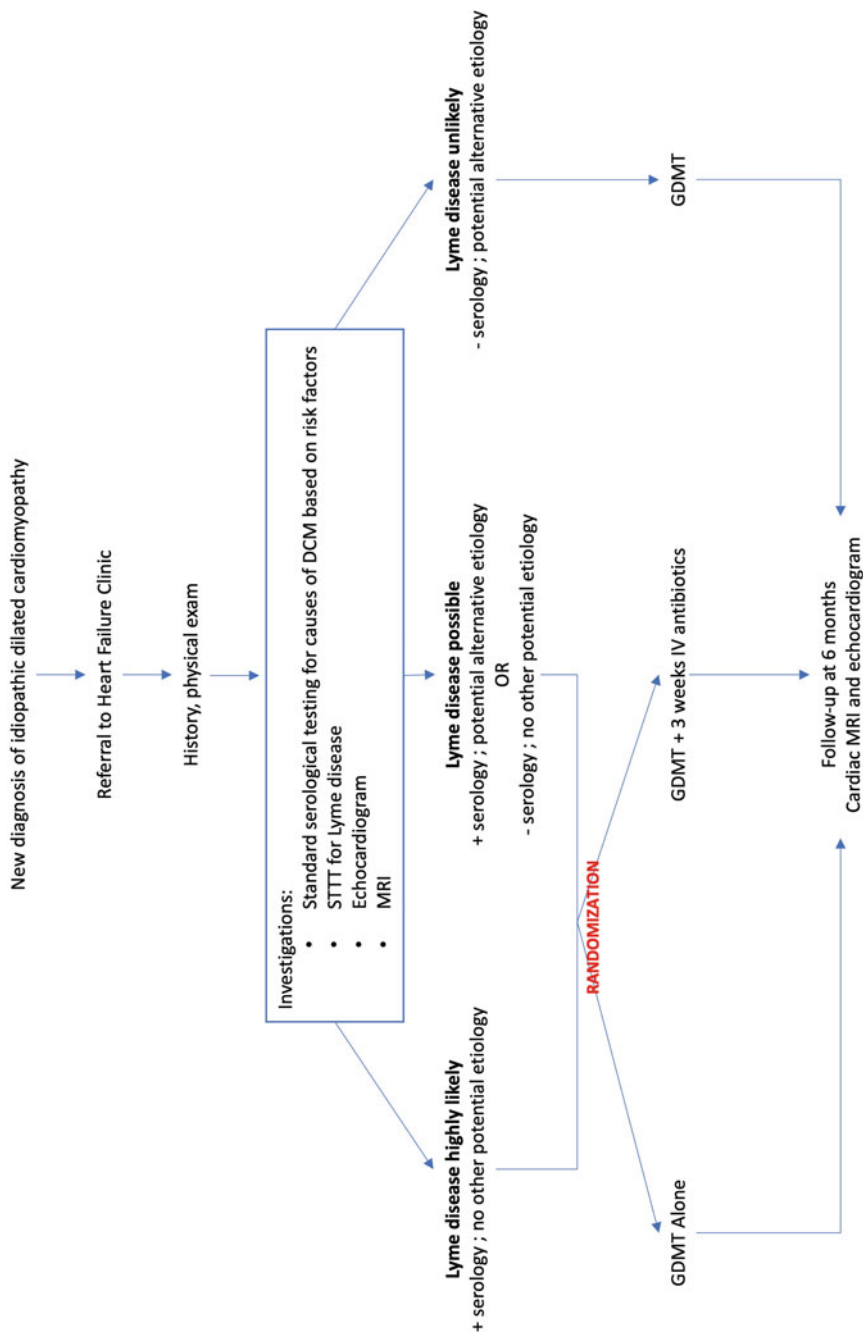 New diagnosis of idiopathic dilated cardiomyopathy
Referral to Heart Failure Clinic
History, physical exam
Investigations:
• Standard serological testing for causes of DCM based on risk factors
• STTT for Lyme disease
• Echocardiogram
• MRI
Lyme disease highly likely
+ serology ; no other potential etiology
Lyme disease possible
+ serology ; potential alternative etiology
OR
- serology ; no other potential etiology
Lyme disease unlikely
- serology ; potential alternative etiology
RANDOMIZATION
GDMT Alone
GDMT + 3 weeks IV antibiotics
GDMT
Follow-up at 6 months
Cardiac MRI and echocardiogram